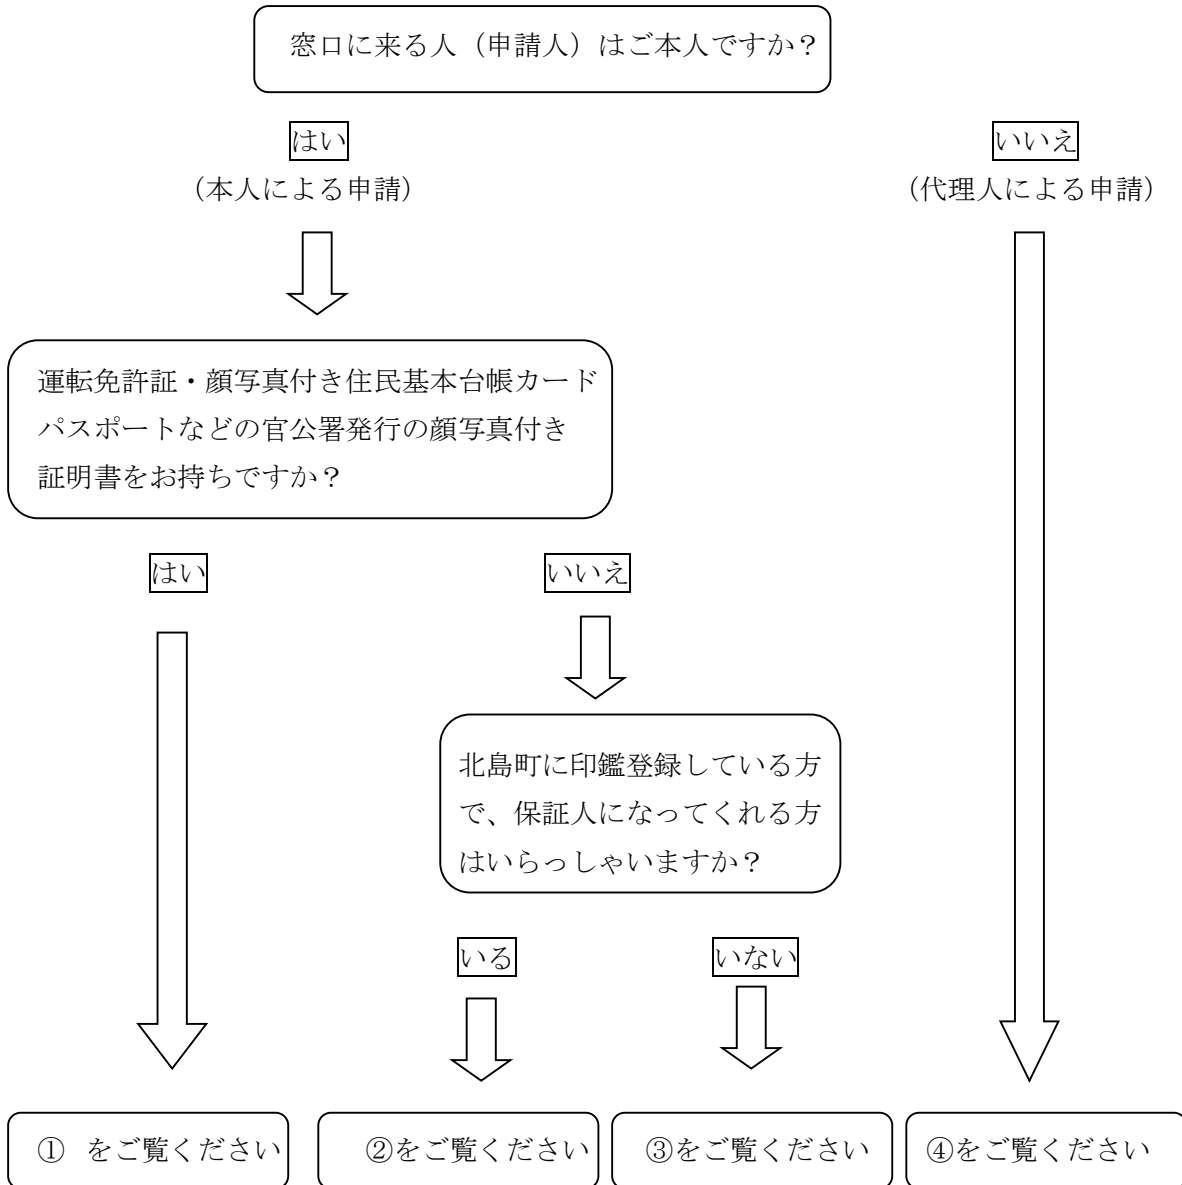 窓口に来る人（申請人）はご本人ですか？
はい
（本人による申請）
いいえ
（代理人による申請）
運転免許証・顔写真付き住民基本台帳カード
パスポートなどの官公署発行の顔写真付き
証明書をお持ちですか？
はい
いいえ
北島町に印鑑登録している方
で、保証人になってくれる方
はいらっしゃいますか？
いる
いない
① をご覧ください
②をご覧ください
③をご覧ください
④をご覧ください